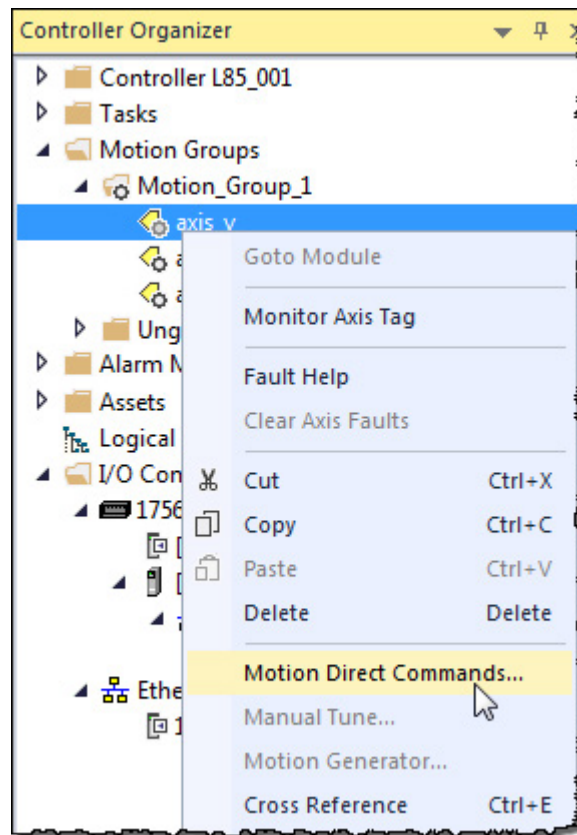 Controller Organizer
Controller L85_001
Tasks
Motion Groups
Motion_Group_1
axis_v
Goto Module
Monitor Axis Tag
Ung
Alarm M
Fault Help
Assets
Clear Axis Faults
Logical
I/O Con
Cut Ctrl+X
1756
Copy Ctrl+C
Paste Ctrl+V
Delete Delete
Motion Direct Commands...
Ethe
Manual Tune...
Motion Generator...
Cross Reference Ctrl+E